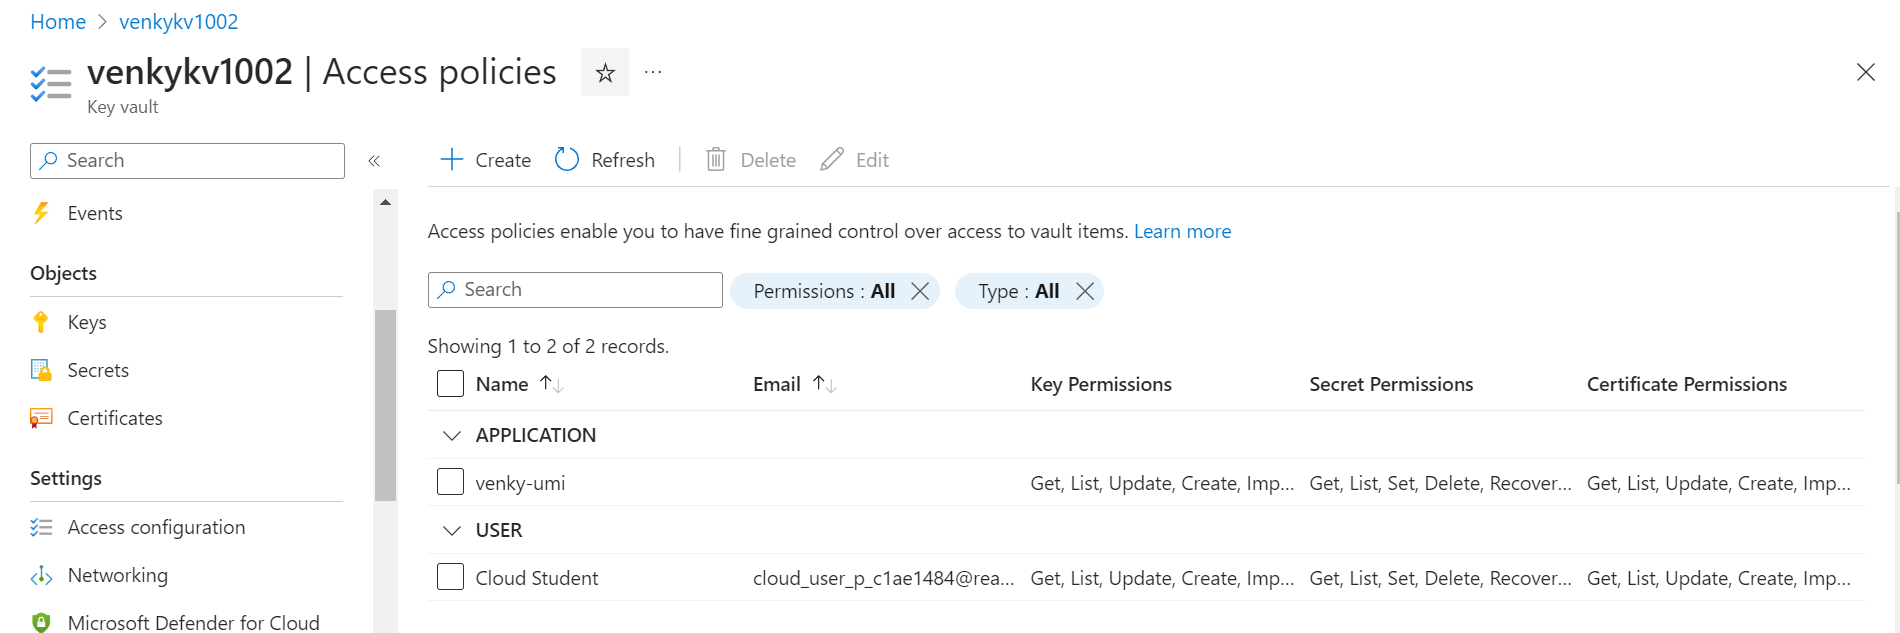 Home > venkykv1002
venkykv1002 | Access policies ☆ ...
Key vault
Search «
Events
Objects
Keys
Secrets
Certificates
Settings
Access configuration
Networking
Microsoft Defender for Cloud
Create Refresh | Delete Edit
Access policies enable you to have fine grained control over access to vault items. Learn more
Search Permissions : All Type : All
Showing 1 to 2 of 2 records.
Name ↑↓ Email ↑↓ Key Permissions Secret Permissions Certificate Permissions
APPLICATION
venky-umi Get, List, Update, Create, Imp... Get, List, Set, Delete, Recover... Get, List, Update, Create, Imp...
USER
Cloud Student cloud_user_p_c1ae1484@rea... Get, List, Update, Create, Imp... Get, List, Set, Delete, Recover... Get, List, Update, Create, Imp...